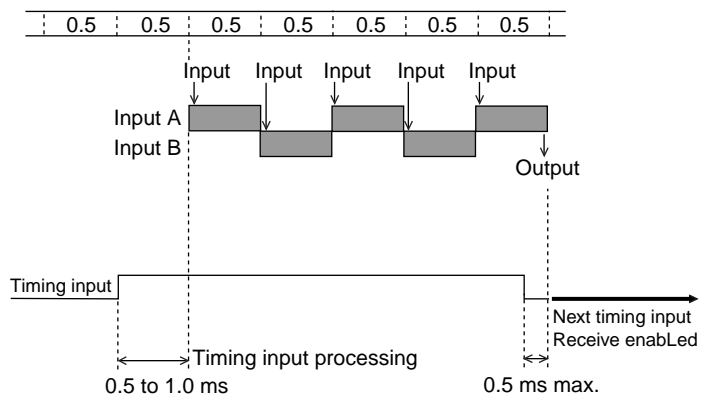 0.5 0.5 0.5 0.5 0.5 0.5 0.5
Input Input Input Input Input
Input A
Input B
Output
Timing input
Next timing input
Receive enabLed
Timing input processing
0.5 to 1.0 ms
0.5 ms max.